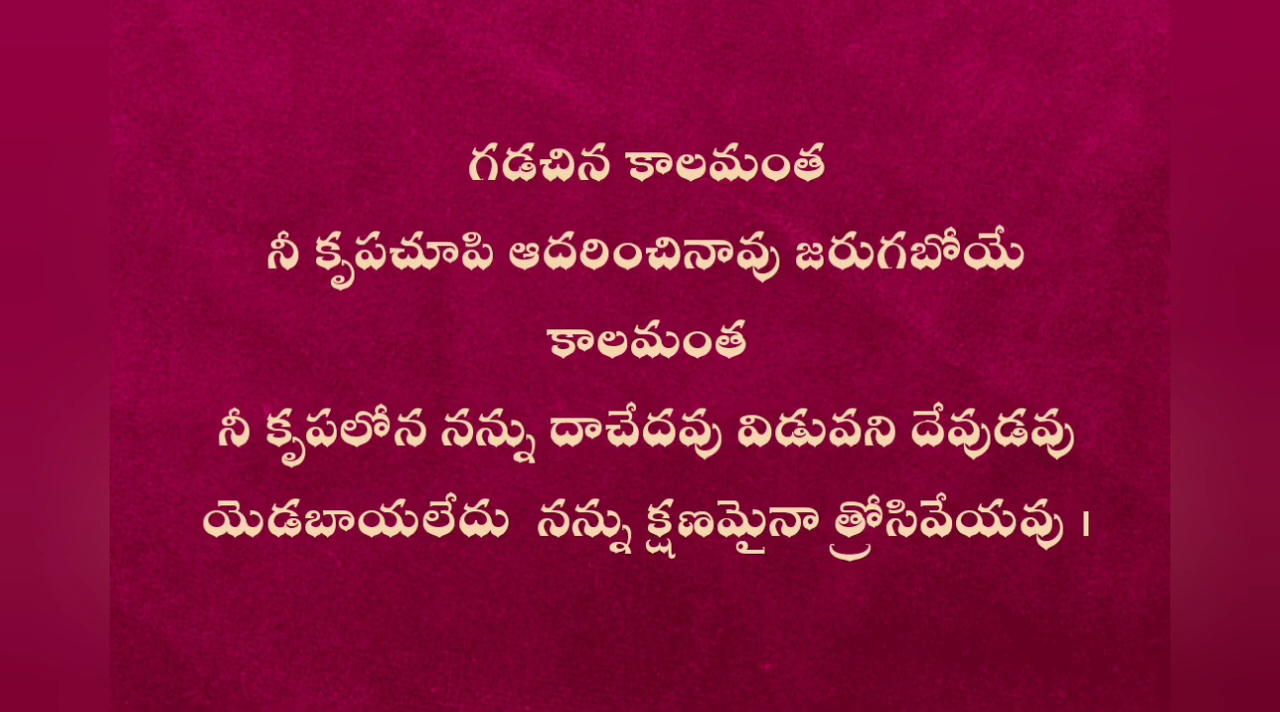 గడచిన కాలమంత
నీ కృపచూపి ఆదరించినావు జరుగబోయే
కాలమంత
నీ కృపలోన నన్ను దాచేదవు విడువని దేవుడవు
యెడబాయలేదు నన్ను క్షణమైనా త్రోసివేయవు ।